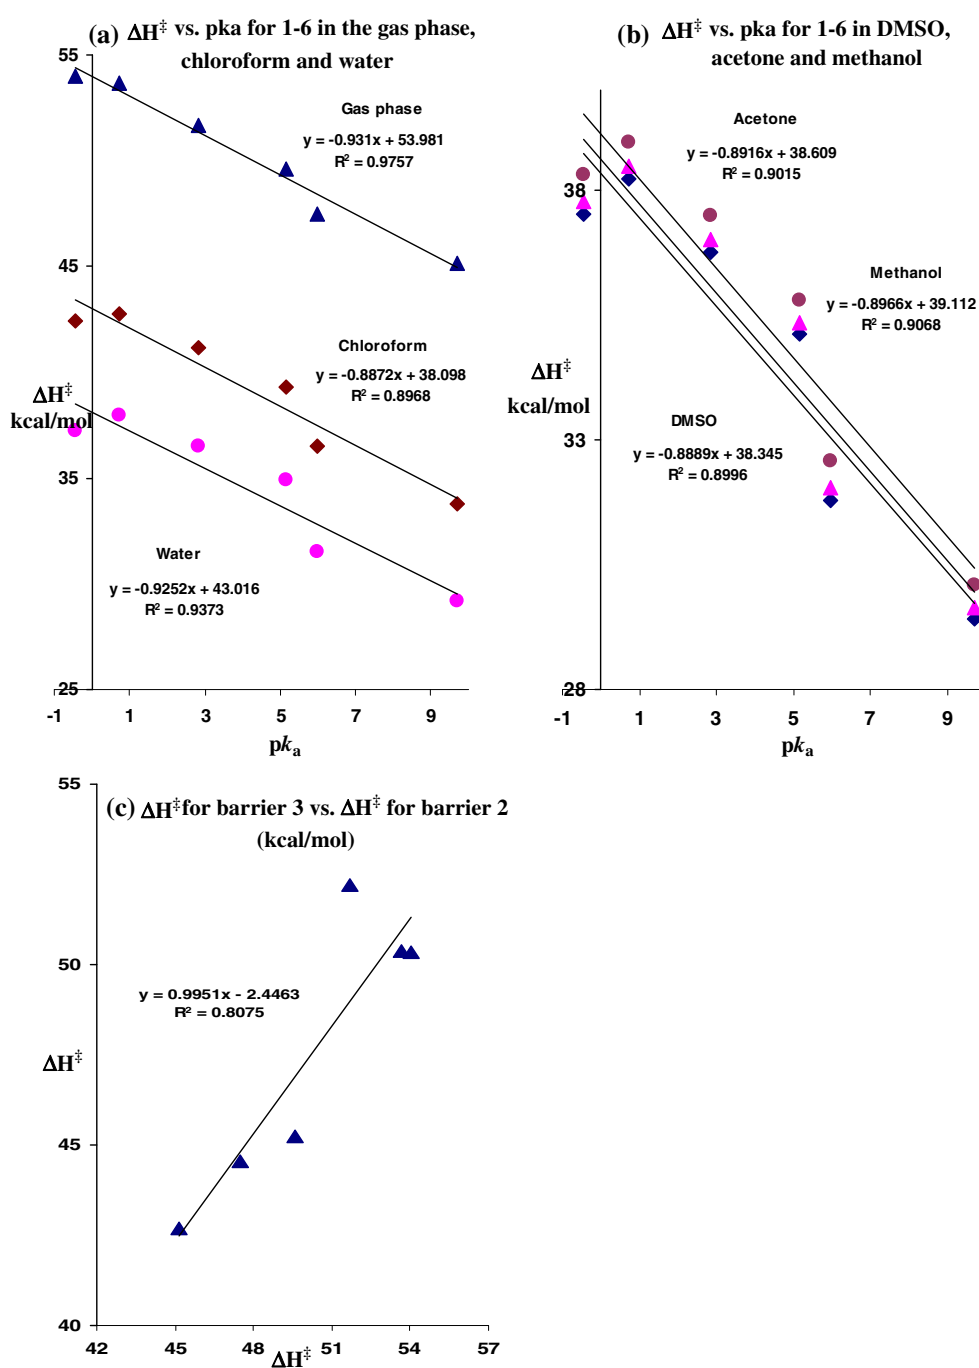 (a) ΔH‡ vs. pka for 1-6 in the gas phase,
chloroform and water
55
45
35
25
ΔH‡
kcal/mol
Gas phase
y = -0.931x + 53.981
R² = 0.9757
Chloroform
y = -0.8872x + 38.098
R² = 0.8968
Water
y = -0.9252x + 43.016
R² = 0.9373
-1 1 3 5 7 9
pkₐ
(b) ΔH‡ vs. pka for 1-6 in DMSO,
acetone and methanol
38
33
28
ΔH‡
kcal/mol
Acetone
y = -0.8916x + 38.609
R² = 0.9015
Methanol
y = -0.8966x + 39.112
R² = 0.9068
DMSO
y = -0.8889x + 38.345
R² = 0.8996
-1 1 3 5 7 9
pkₐ
(c) ΔH‡ for barrier 3 vs. ΔH‡ for barrier 2
(kcal/mol)
55
50
45
40
ΔH‡
y = 0.9951x - 2.4463
R² = 0.8075
42 45 48 51 54 57
ΔH‡